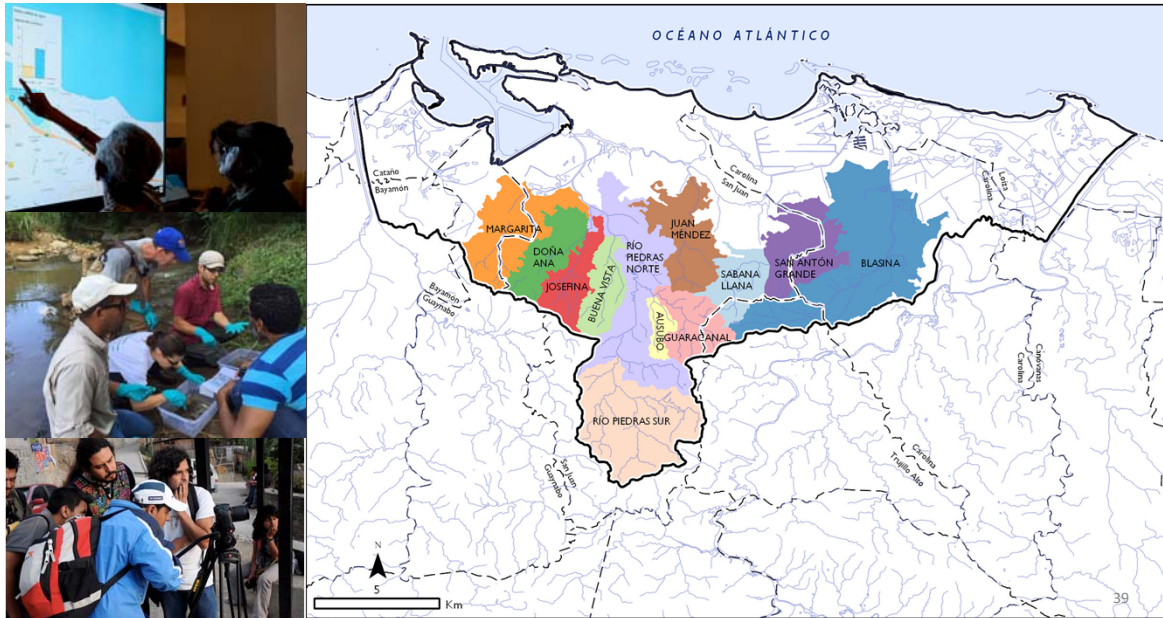 OCÉANO ATLÁNTICO
Cataño
Bayamón
Carolina
San Juan
Loíza
Carolina
MARGARITA
DOÑA
ANA
JOSEFINA
BUENA VISTA
RÍO
PIEDRAS
NORTE
JUAN
MÉNDEZ
SABANA
LLANA
SAN ANTÓN
GRANDE
BLASINA
Bayamón
Guaynabo
AUSUBO
GUARACANAL
Canóvanas
Carolina
RÍO PIEDRAS SUR
San Juan
Guaynabo
Carolina
Trujillo Alto
N
5
Km
39